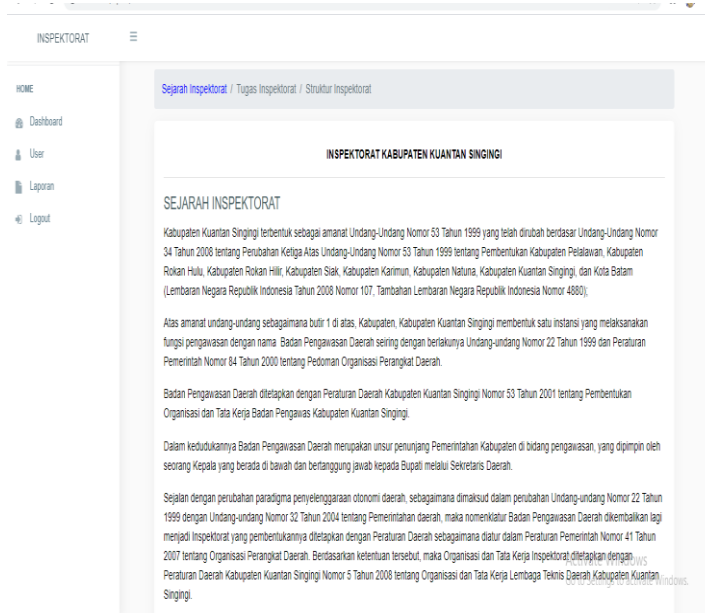 INSPEKTORAT
HOME
Dashboard
User
Laporan
Logout
Sejarah Inspektorat / Tugas Inspektorat / Struktur Inspektorat
INSPEKTORAT KABUPATEN KUANTAN SINGINGI
SEJARAH INSPEKTORAT
Kabupaten Kuantan Singingi terbentuk sebagai amanat Undang-Undang Nomor 53 Tahun 1999 yang telah dirubah berdasar Undang-Undang Nomor
34 Tahun 2008 tentang Perubahan Ketiga Atas Undang-Undang Nomor 53 Tahun 1999 tentang Pembentukan Kabupaten Pelalawan, Kabupaten
Rokan Hulu, Kabupaten Rokan Hilir, Kabupaten Siak, Kabupaten Karimun, Kabupaten Natuna, Kabupaten Kuantan Singingi, dan Kota Batam
(Lembaran Negara Republik Indonesia Tahun 2008 Nomor 107, Tambahan Lembaran Negara Republik Indonesia Nomor 4880);
Atas amanat undang-undang sebagaimana butir 1 di atas, Kabupaten, Kabupaten Kuantan Singingi membentuk satu instansi yang melaksanakan
fungsi pengawasan dengan nama Badan Pengawasan Daerah seiring dengan berlakunya Undang-undang Nomor 22 Tahun 1999 dan Peraturan
Pemerintah Nomor 84 Tahun 2000 tentang Pedoman Organisasi Perangkat Daerah.
Badan Pengawasan Daerah ditetapkan dengan Peraturan Daerah Kabupaten Kuantan Singingi Nomor 53 Tahun 2001 tentang Pembentukan
Organisasi dan Tata Kerja Badan Pengawas Kabupaten Kuantan Singingi.
Dalam kedudukannya Badan Pengawasan Daerah merupakan unsur penunjang Pemerintahan Kabupaten di bidang pengawasan, yang dipimpin oleh
seorang Kepala yang berada di bawah dan bertanggung jawab kepada Bupati melalui Sekretaris Daerah.
Sejalan dengan perubahan paradigma penyelenggaraan otonomi daerah, sebagaimana dimaksud dalam perubahan Undang-undang Nomor 22 Tahun
1999 dengan Undang-undang Nomor 32 Tahun 2004 tentang Pemerintahan daerah, maka nomenklatur Badan Pengawasan Daerah dikembalikan lagi
menjadi Inspektorat yang pembentukannya ditetapkan dengan Peraturan Daerah sebagaimana diatur dalam Peraturan Pemerintah Nomor 41 Tahun
2007 tentang Organisasi Perangkat Daerah. Berdasarkan ketentuan tersebut, maka Organisasi dan Tata Kerja Inspektorat ditetapkan dengan
Activate Windows
Peraturan Daerah Kabupaten Kuantan Singingi Nomor 5 Tahun 2008 tentang Organisasi dan Tata Kerja Lembaga Teknis Daerah Kabupaten Kuantan
Go to Settings to activate Windows.
Singingi.